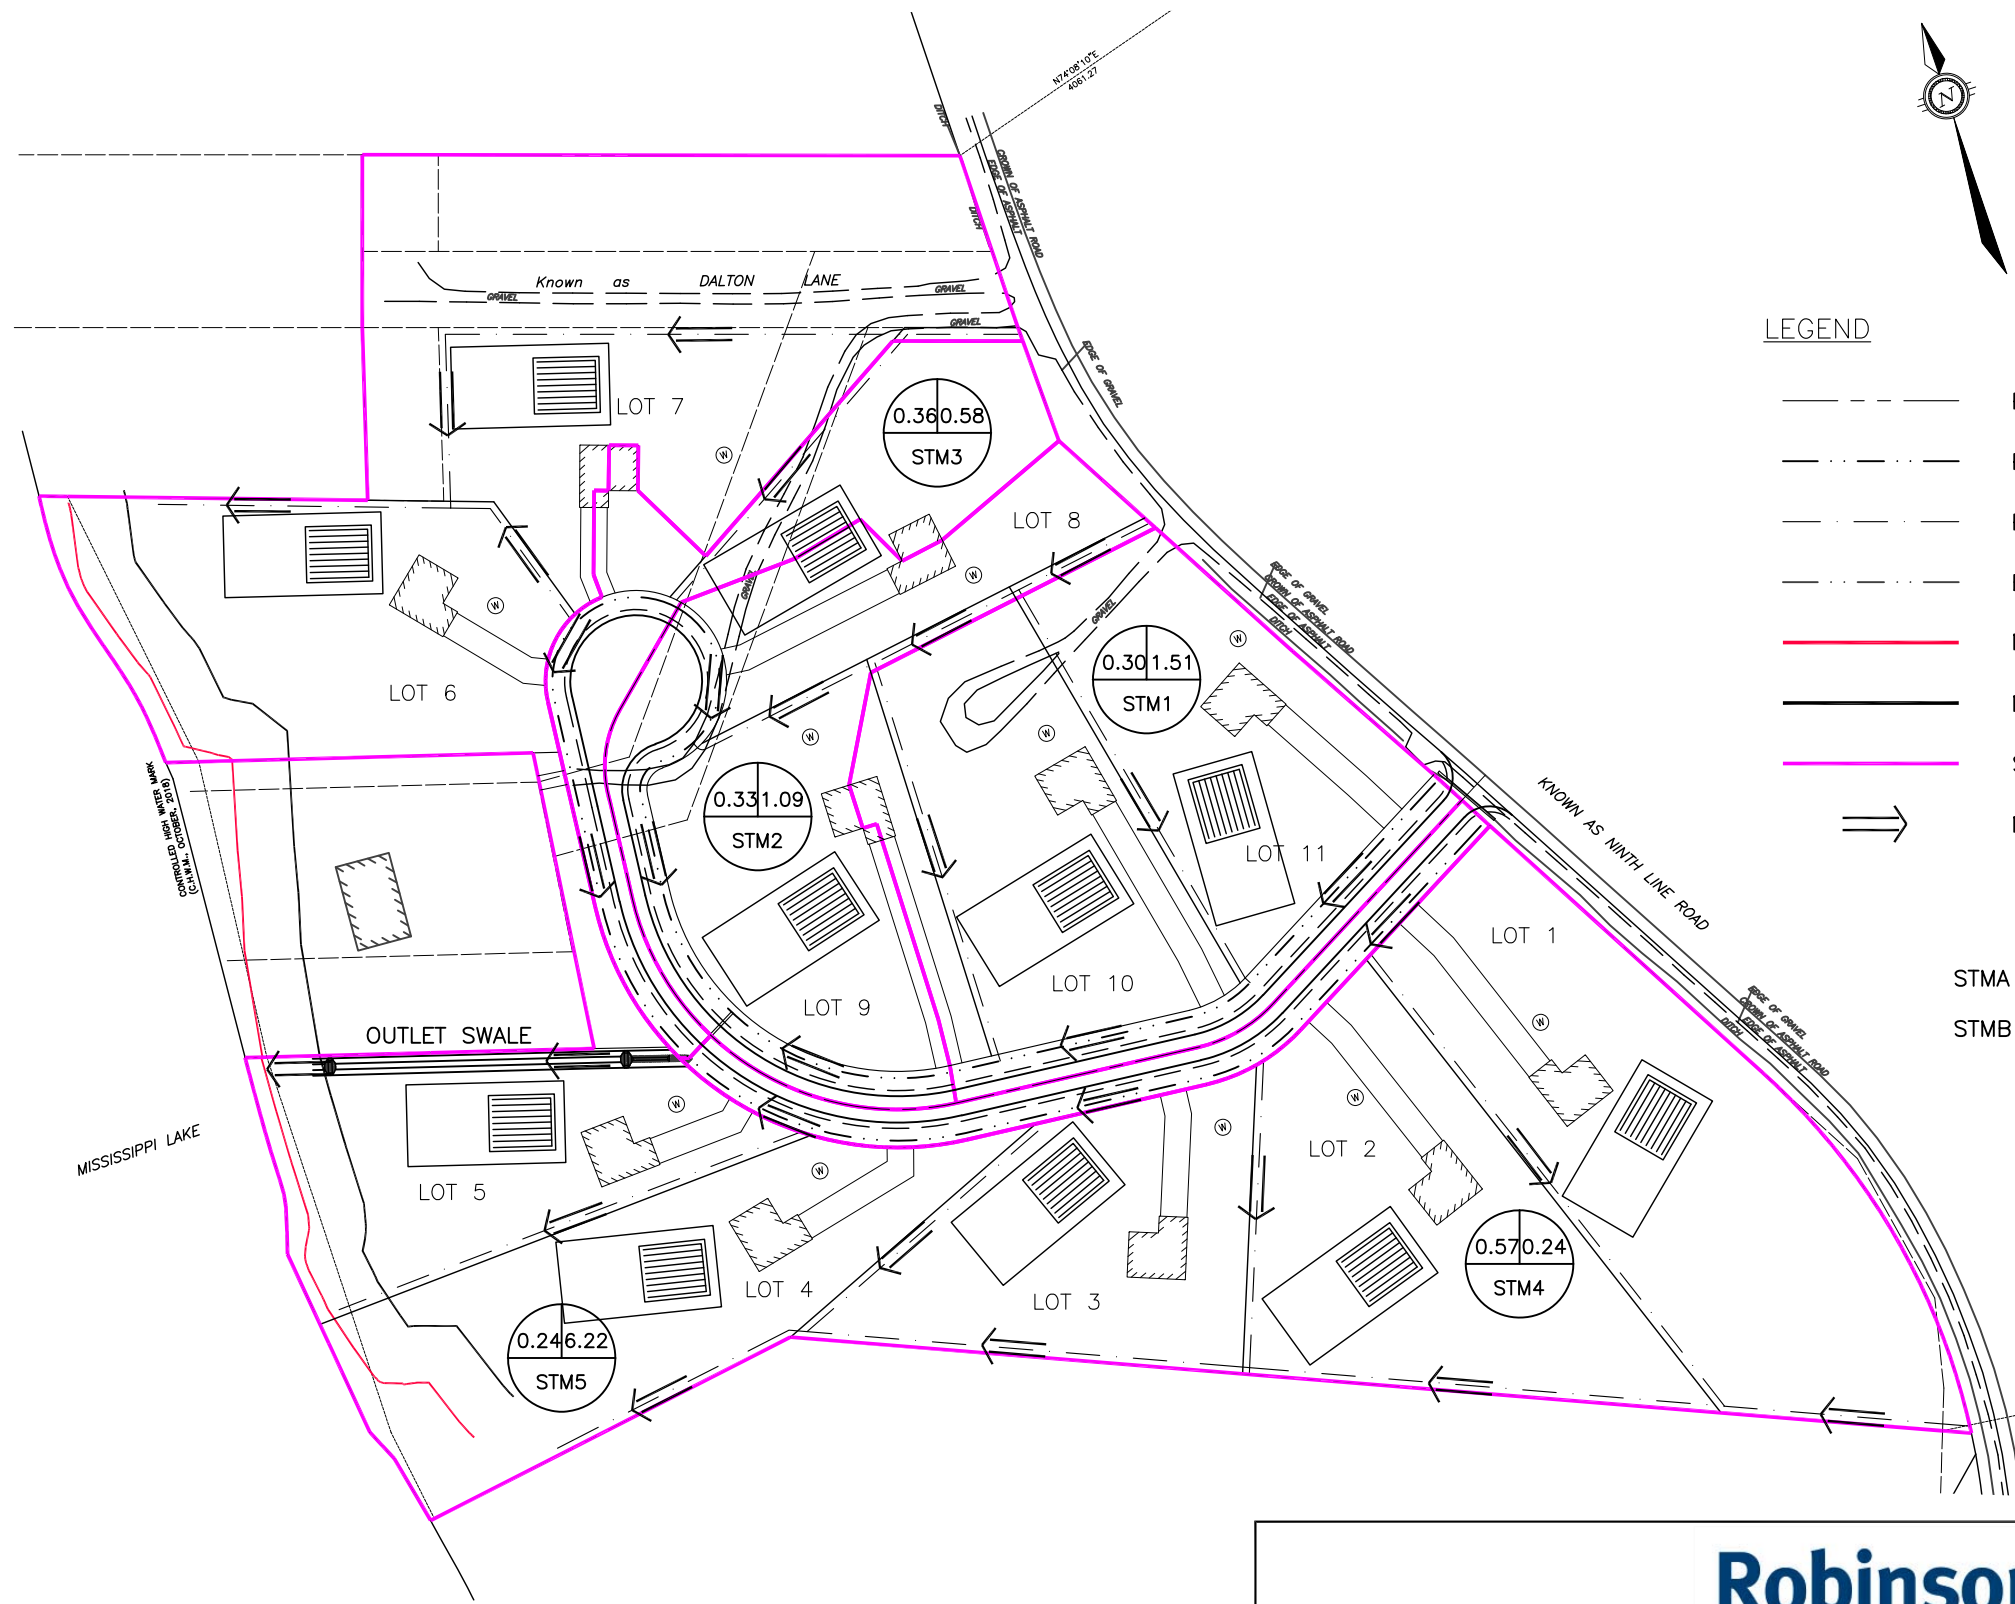 N74°08'10"E
4061.27
N
DITCH
CROWN OF ASPHALT ROAD
EDGE OF ASPHALT
DITCH
Known as DALTON LANE
GRAVEL
GRAVEL
GRAVEL
EDGE OF GRAVEL
LEGEND
LOT 7
0.36 0.58
STM3
W
LOT 8
W
GRAVEL
GRAVEL
W
LOT 6
EDGE OF GRAVEL
CROWN OF ASPHALT ROAD
EDGE OF ASPHALT
DITCH
W
0.30 1.51
STM1
W
W
0.33 1.09
STM2
CONTROLLED HIGH WATER MARK
(C.H.W.M., OCTOBER, 2018)
KNOWN AS NINTH LINE ROAD
LOT 11
LOT 1
LOT 10
LOT 9
STMA
STMB
EDGE OF GRAVEL
CROWN OF ASPHALT ROAD
EDGE OF ASPHALT
DITCH
OUTLET SWALE
W
W
W
W
W
MISSISSIPPI LAKE
LOT 5
LOT 2
LOT 4
LOT 3
0.57 0.24
STM4
0.24 6.22
STM5
Robinson